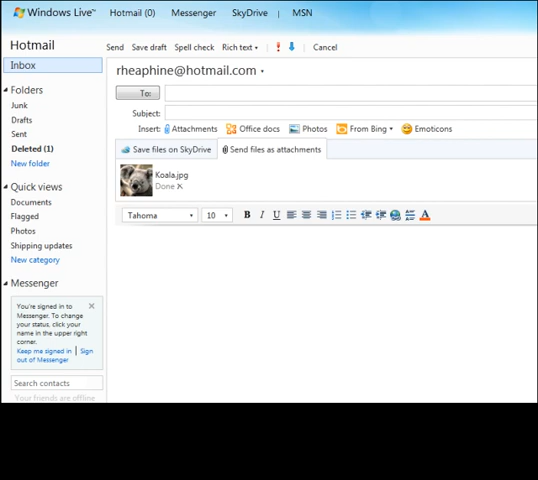 Windows Live™ Hotmail (0) Messenger SkyDrive | MSN
Hotmail
Send Save draft Spell check Rich text Cancel
Inbox
rheaphine@hotmail.com
To:
Subject:
Insert: Attachments Office docs Photos From Bing Emoticons
Save files on SkyDrive Send files as attachments
Koala.jpg
Done
Tahoma 10 B I U A
Folders
Junk
Drafts
Sent
Deleted (1)
New folder
Quick views
Documents
Flagged
Photos
Shipping updates
New category
Messenger
You're signed in to
Messenger. To change
your status, click your
name in the upper right
corner.
Keep me signed in | Sign
out of Messenger
Search contacts
Your friends are offline